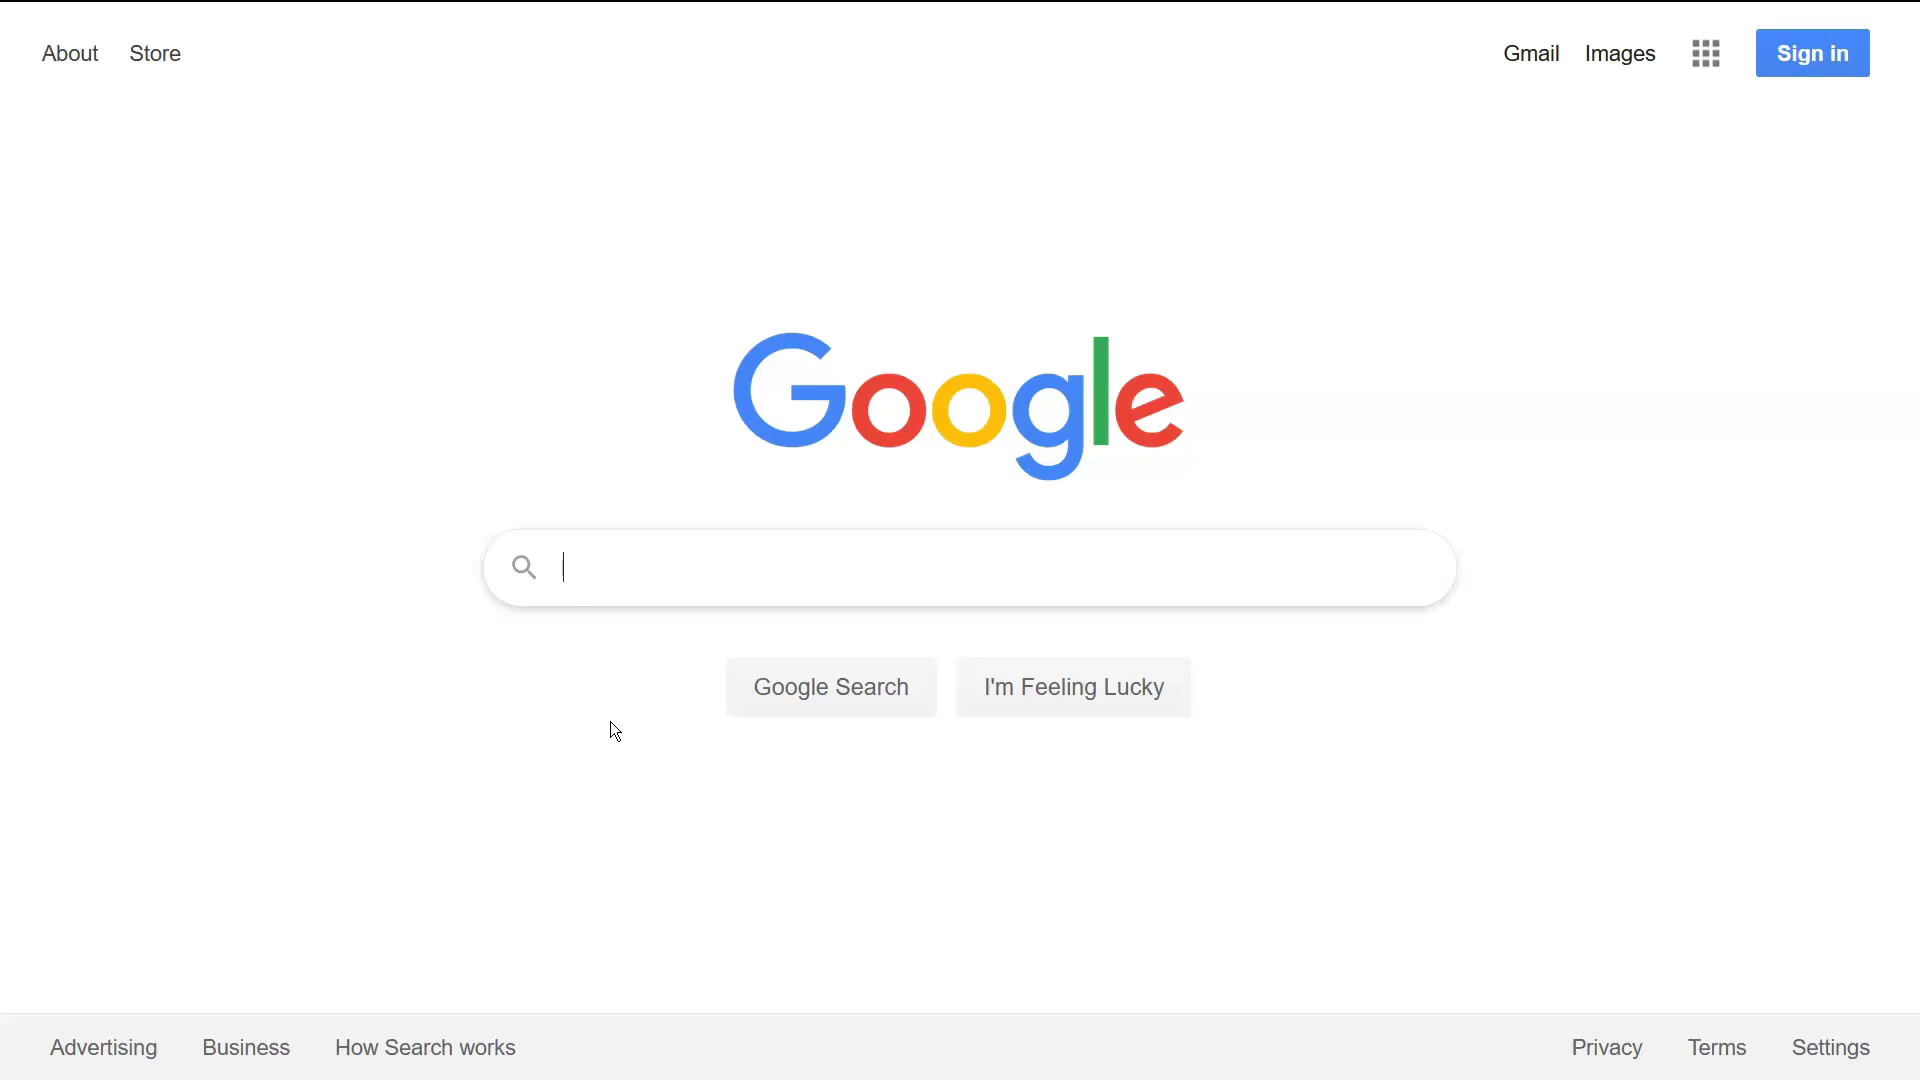 About Store Gmail Images Sign in
Google
Google Search I'm Feeling Lucky
Advertising Business How Search works Privacy Terms Settings